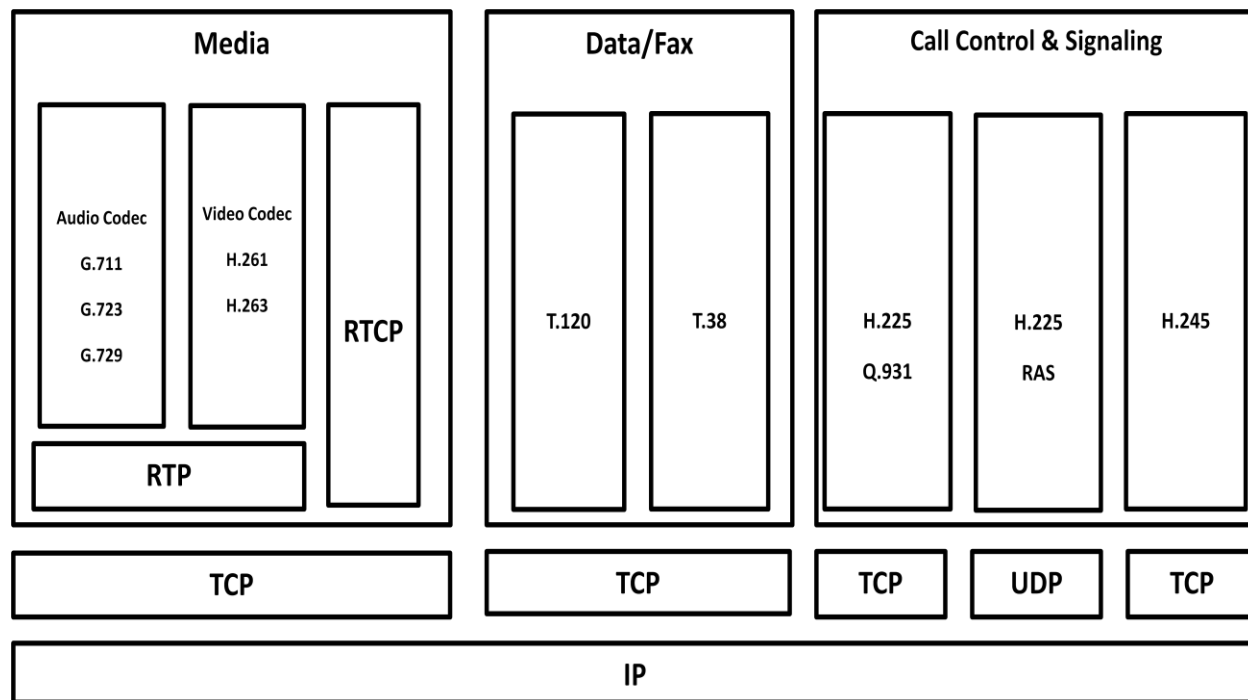 Media
Audio Codec
G.711
G.723
G.729
Video Codec
H.261
H.263
RTCP
RTP
Data/Fax
T.120
T.38
Call Control & Signaling
H.225
Q.931
H.225
RAS
H.245
TCP
TCP
TCP
UDP
TCP
IP